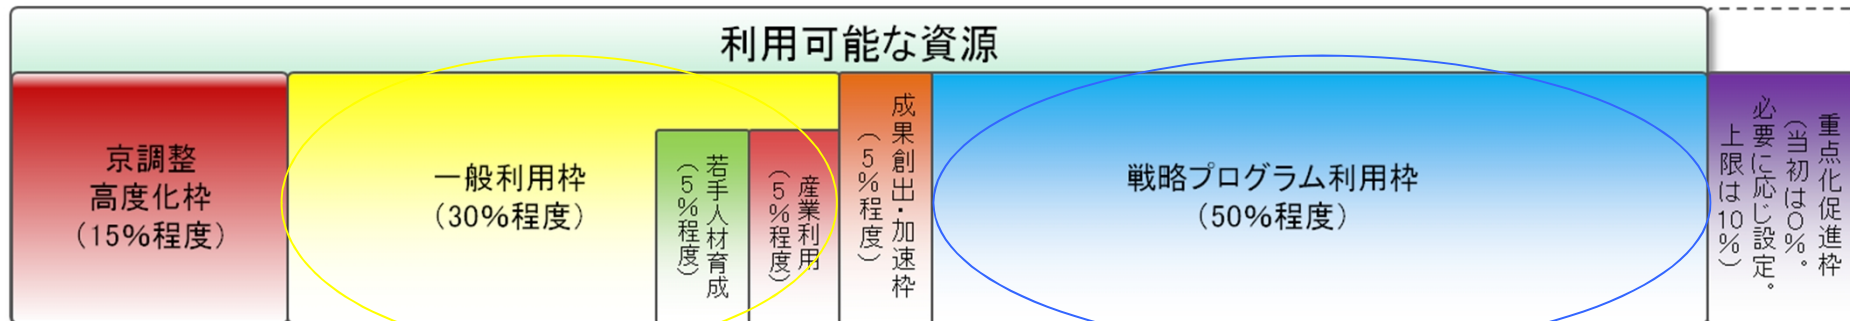 利用可能な資源
京調整
高度化枠
（15%程度）
一般利用枠
（30%程度）
若手人材育成
（5%程度）
産業利用
（5%程度）
成果創出・加速枠
（5%程度）
戦略プログラム利用枠
（50%程度）
重点化促進枠
（当初は0%。
必要に応じ設定。
上限は10%）